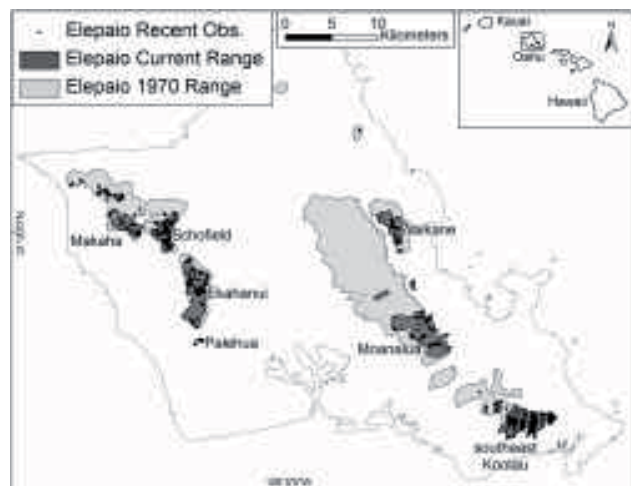 Elepaio Recent Obs.
Elepaio Current Range
Elepaio 1970 Range
0 5 10
Kilometers
N
Kauai
Oahu
Hawaii
Makaha
Schofield
Waikane
Ekahanui
Palehua
Moanalua
southeast
Koolau